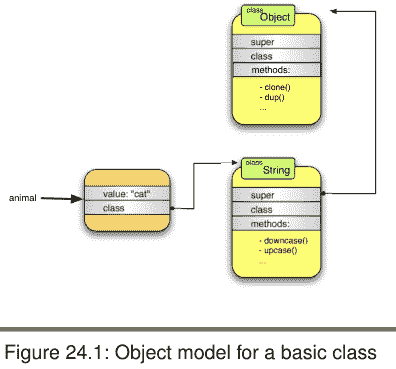 class
Object
super
class
methods:
- clone()
- dup()
...
animal
value: "cat"
class
class
String
super
class
methods:
- downcase()
- upcase()
...
Figure 24.1: Object model for a basic class